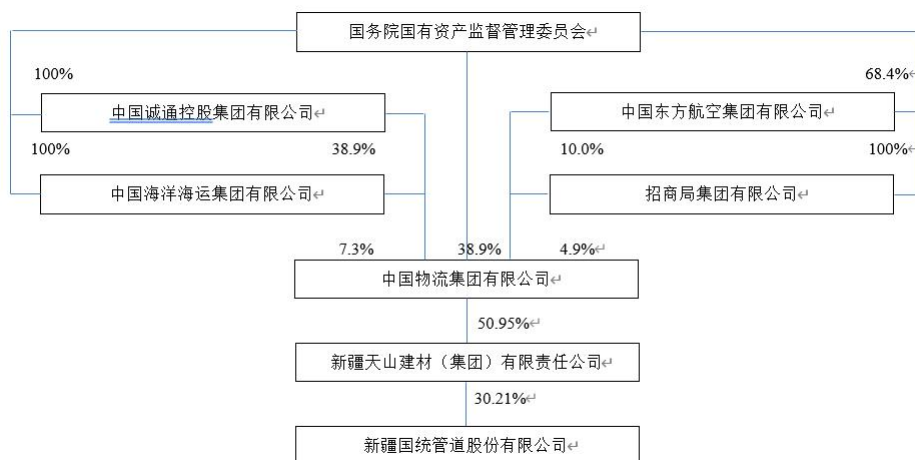 国务院国有资产监督管理委员会
100%
68.4%
中国诚通控股集团有限公司
中国东方航空集团有限公司
100%
38.9%
10.0%
100%
中国海洋海运集团有限公司
招商局集团有限公司
7.3%
38.9%
4.9%
中国物流集团有限公司
50.95%
新疆天山建材（集团）有限责任公司
30.21%
新疆国统管道股份有限公司